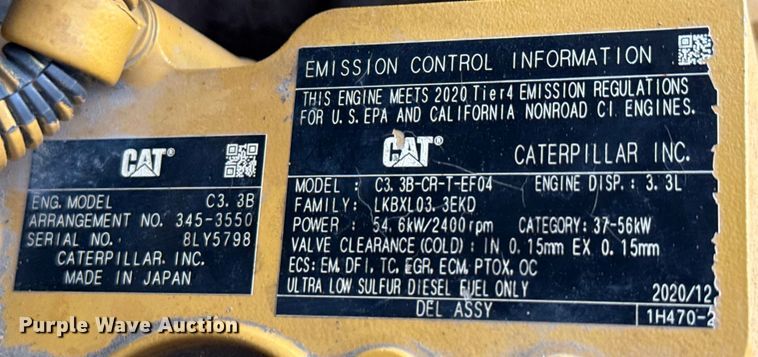 CAT®
ENG. MODEL C3. 3B
ARRANGEMENT NO. 345-3550
SERIAL NO. 8LY5798
CATERPILLAR. INC.
MADE IN JAPAN
EMISSION CONTROL INFORMATION
THIS ENGINE MEETS 2020 Tier4 EMISSION REGULATIONS
FOR U. S. EPA AND CALIFORNIA NONROAD CI. ENGINES.
CAT® CATERPILLAR INC.
MODEL : C3. 3B-CR-T-EF04 ENGINE DISP. : 3. 3L
FAMILY: LKBXL03. 3EKD
POWER : 54. 6kW/2400 rpm CATEGORY: 37-56kW
VALVE CLEARANCE (COLD) : IN 0. 15mm EX 0. 15mm
ECS: EM, DFI, TC, EGR, ECM, PTOX, OC
ULTRA LOW SULFUR DIESEL FUEL ONLY 2020/12
DEL ASSY 1H470-2
Purple Wave Auction